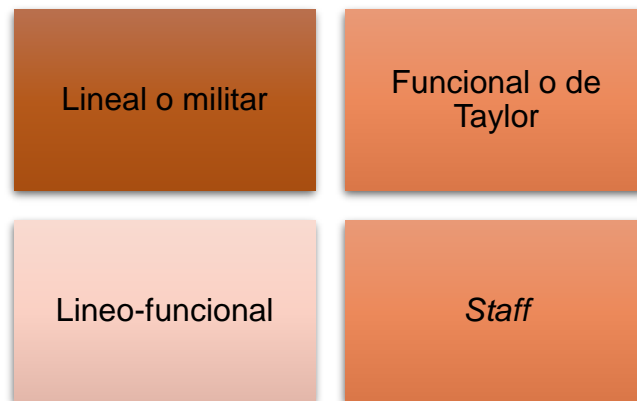 Lineal o militar
Funcional o de
Taylor
Lineo-funcional
Staff